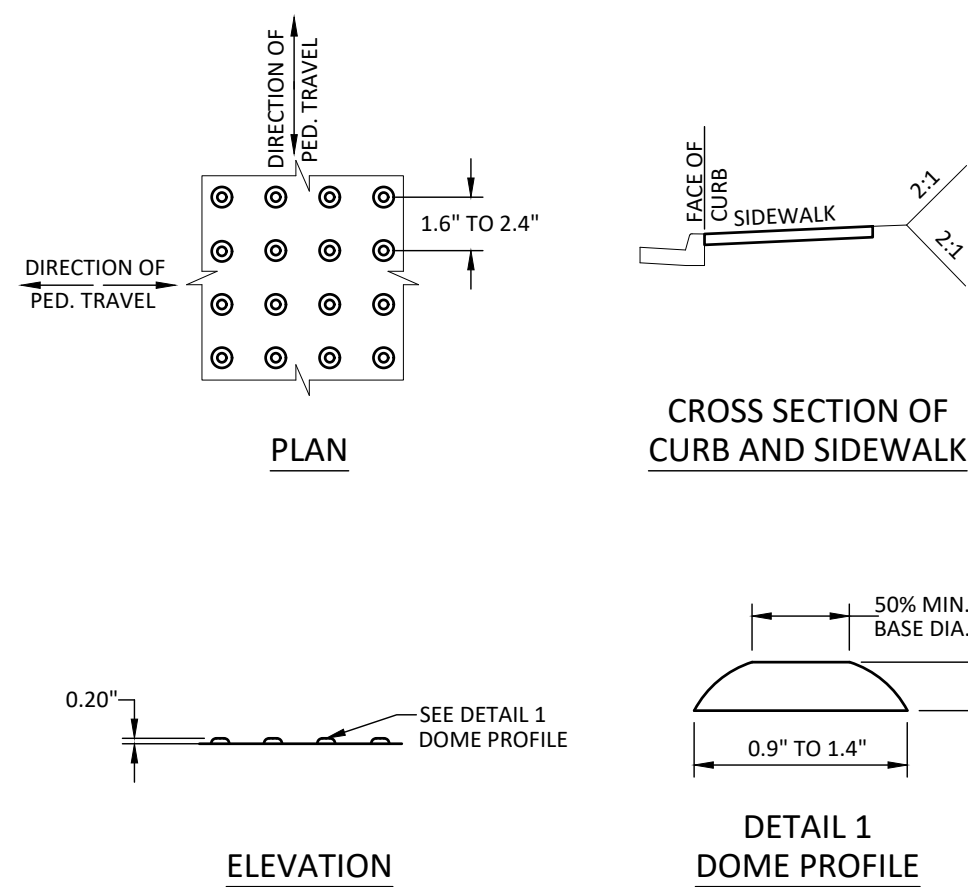 DIRECTION OF
PED. TRAVEL
1.6" TO 2.4"
DIRECTION OF
PED. TRAVEL
PLAN
FACE OF
CURB
SIDEWALK
2:1
2:1
CROSS SECTION OF
CURB AND SIDEWALK
0.20"
SEE DETAIL 1
DOME PROFILE
ELEVATION
50% MIN.
BASE DIA.
0.9" TO 1.4"
DETAIL 1
DOME PROFILE